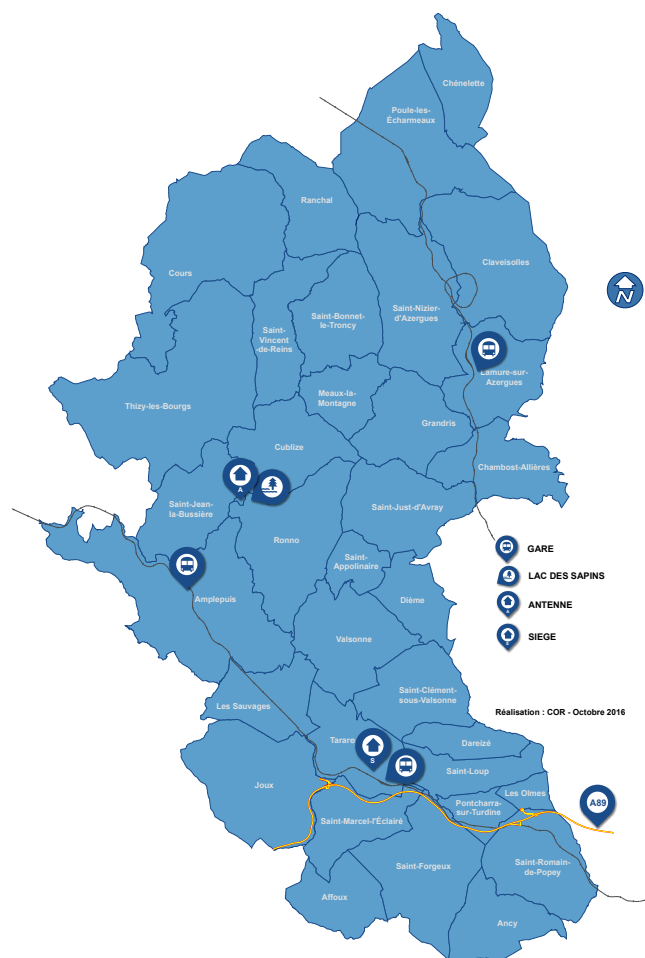 Chénelette
Poule-les-
Écharmeaux
Ranchal
Claveisolles
Cours
N
Saint-Nizier-
d'Azergues
Saint-Bonnet-
le-Troncy
Saint-
Vincent
-de-Reins
Lamure-sur-
Azergues
Meaux-la-
Montagne
Thizy-les-Bourgs
Grandris
Cublize
Chambost-Allières
A
Saint-Jean-
la-Bussière
Saint-Just-d'Avray
Ronno
GARE
Saint-
Appolinaire
LAC DES SAPINS
Amplepuis
Dième
A
ANTENNE
Valsonne
S
SIEGE
Saint-Clément-
sous-Valsonne
Les Sauvages
Réalisation : COR - Octobre 2016
Tarare
Dareizé
S
Saint-Loup
Joux
Les Olmes
Pontcharra-
sur-Turdine
A89
Saint-Marcel-l'Éclairé
Saint-Forgeux
Saint-Romain-
de-Popey
Affoux
Ancy